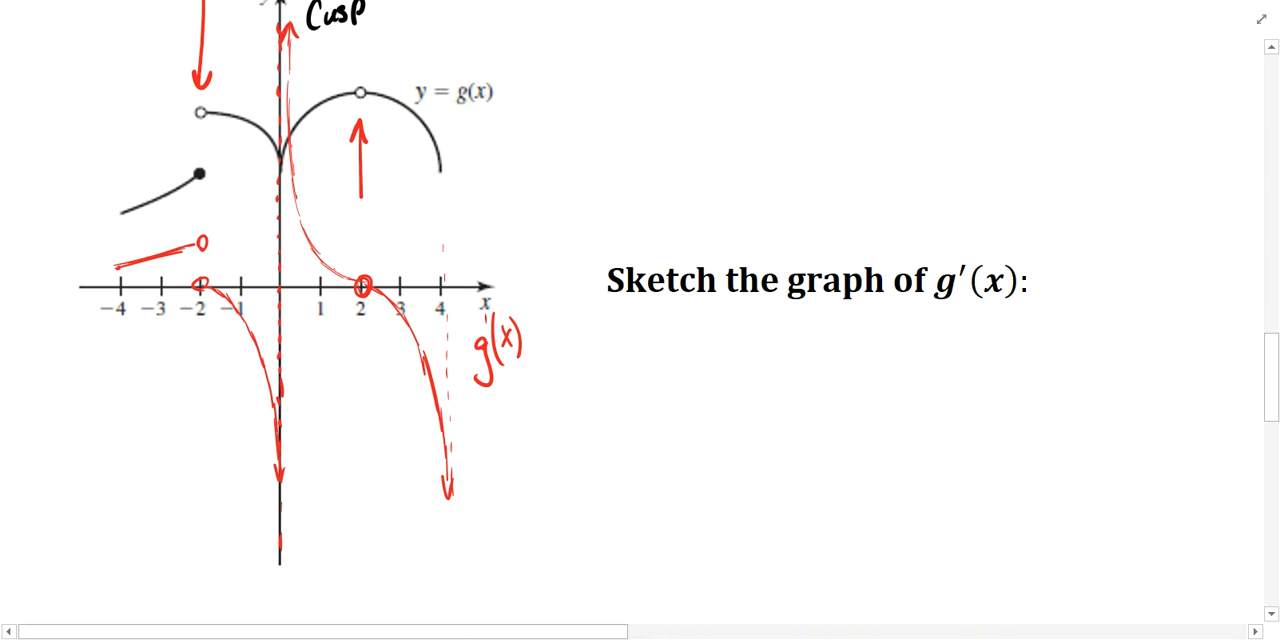 Cusp
y = g(x)
Sketch the graph of g′(x):
−4 −3 −2 −1 1 2 3 4 x
g'(x)